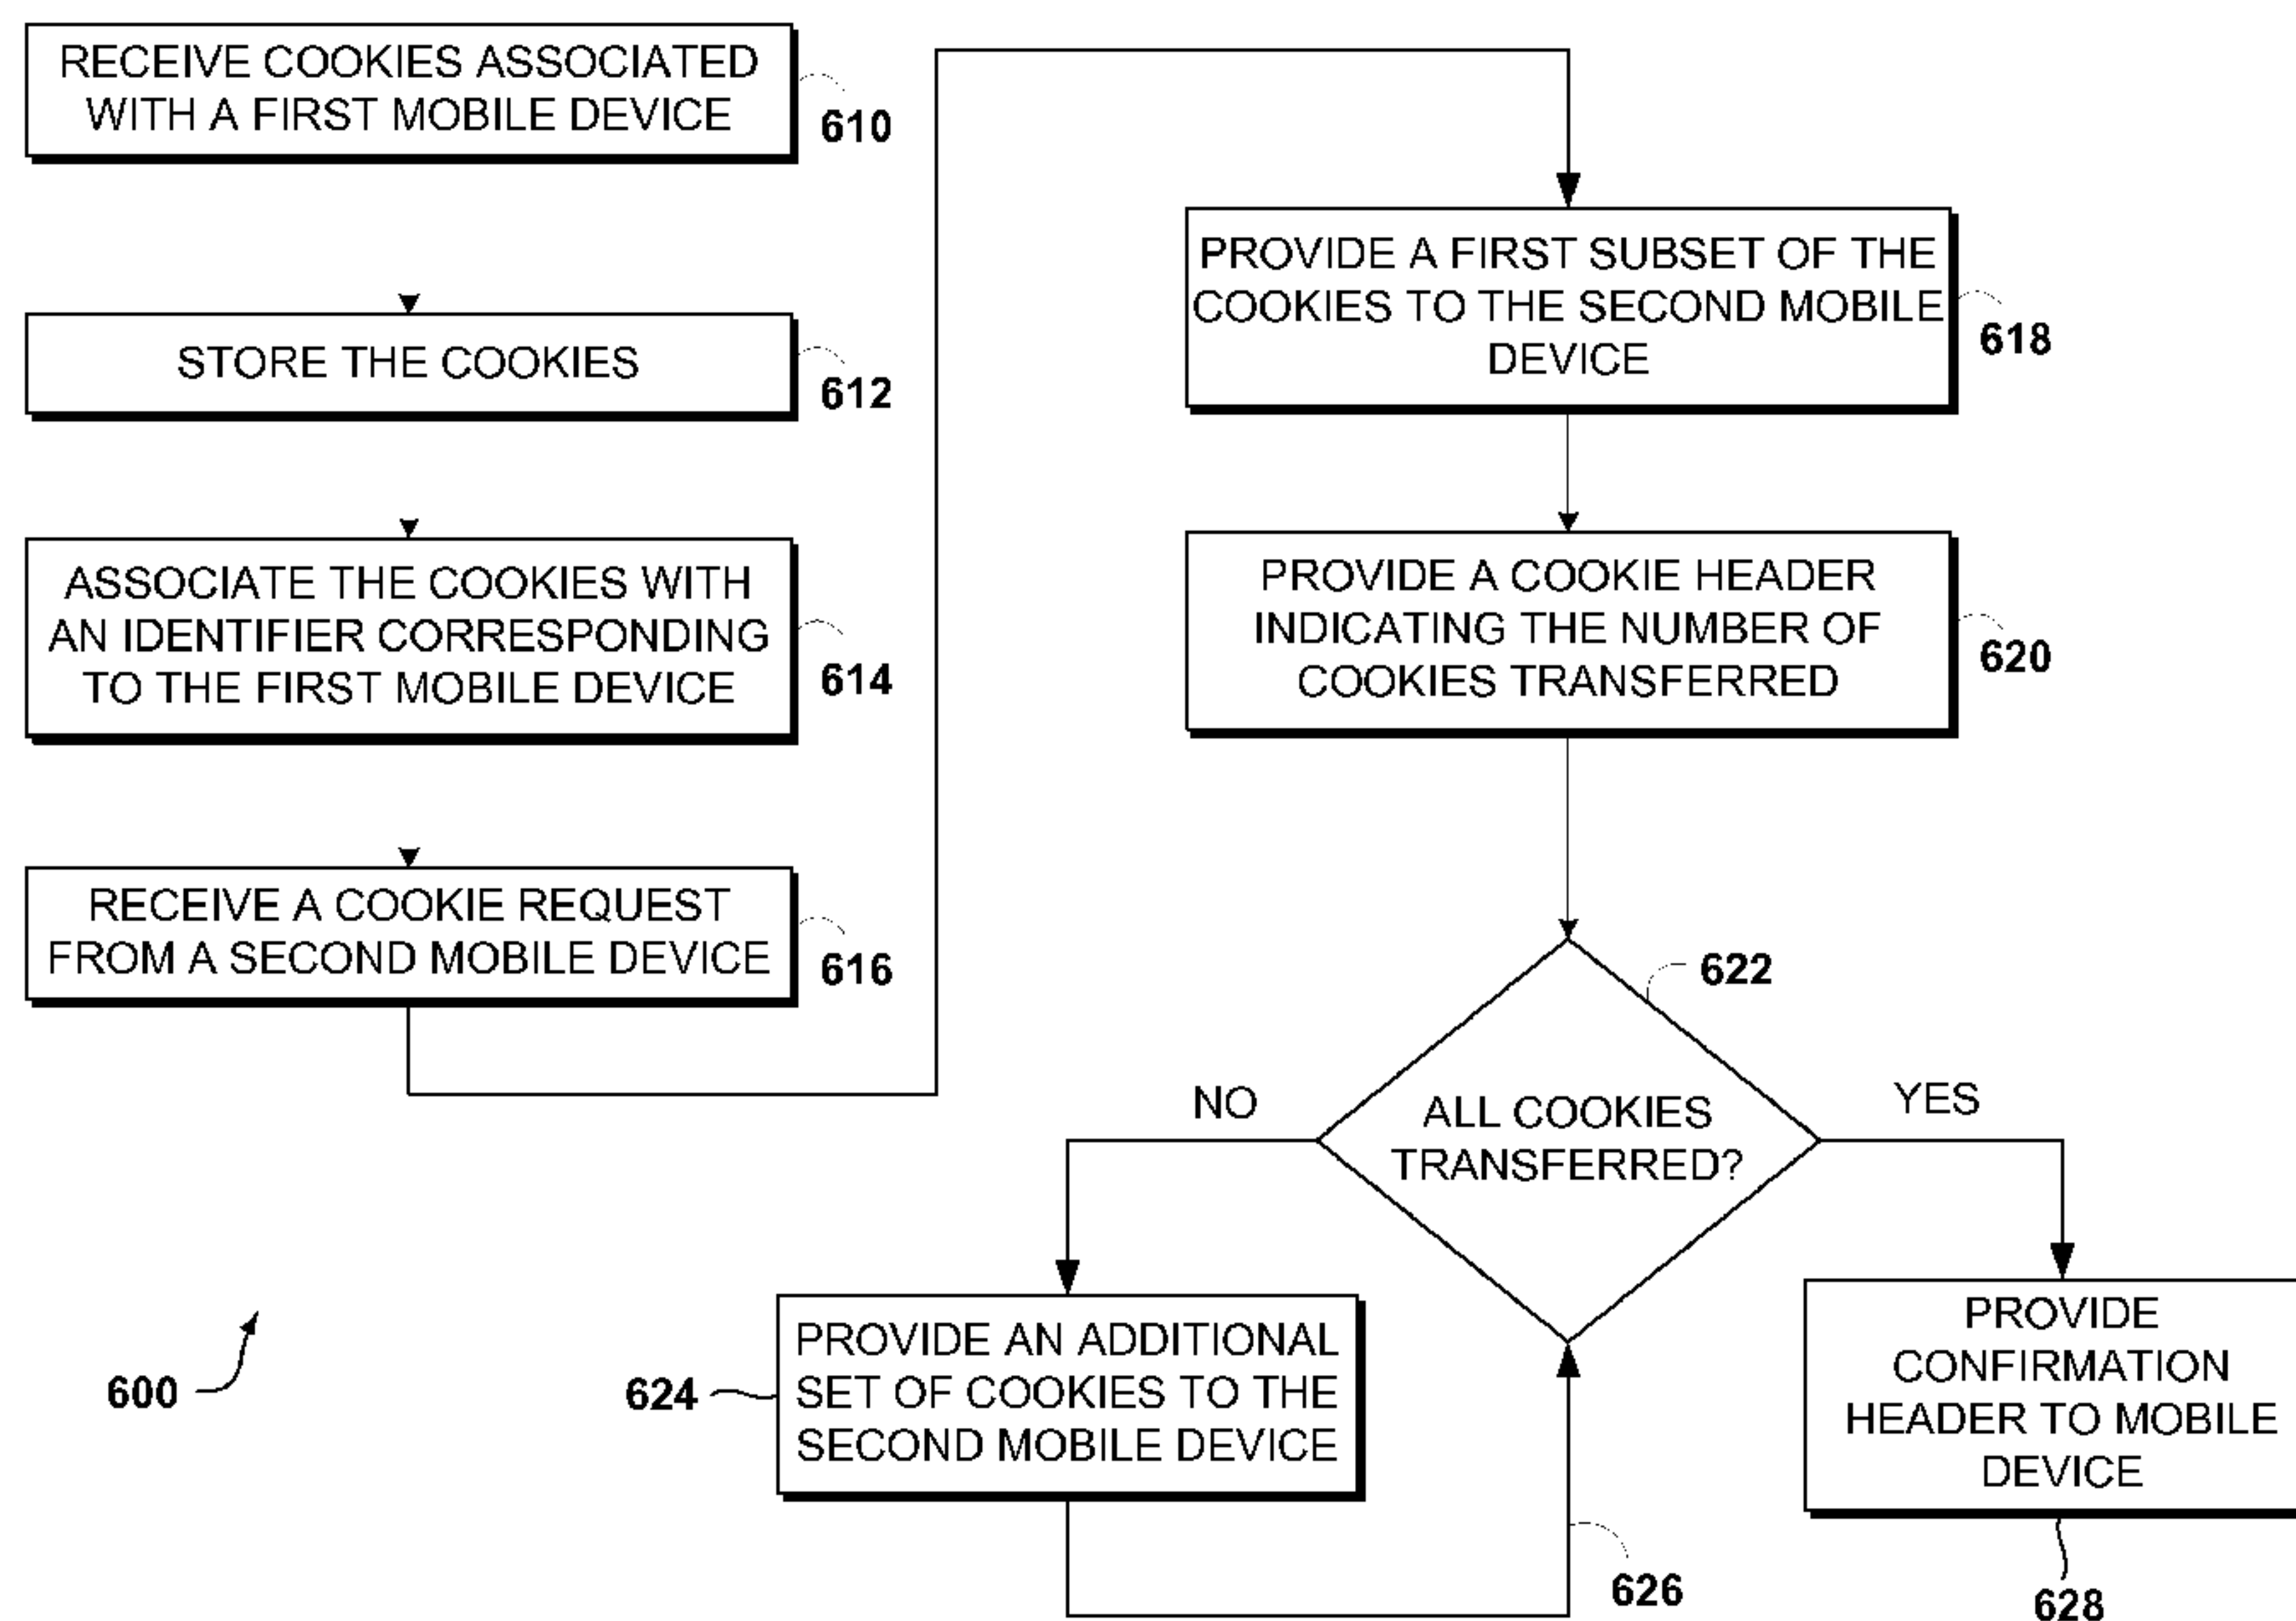 RECEIVE COOKIES ASSOCIATED
WITH A FIRST MOBILE DEVICE
610
STORE THE COOKIES
612
ASSOCIATE THE COOKIES WITH
AN IDENTIFIER CORRESPONDING
TO THE FIRST MOBILE DEVICE
614
RECEIVE A COOKIE REQUEST
FROM A SECOND MOBILE DEVICE
616
PROVIDE A FIRST SUBSET OF THE
COOKIES TO THE SECOND MOBILE
DEVICE
618
PROVIDE A COOKIE HEADER
INDICATING THE NUMBER OF
COOKIES TRANSFERRED
620
622
ALL COOKIES
TRANSFERRED?
NO
YES
PROVIDE AN ADDITIONAL
SET OF COOKIES TO THE
SECOND MOBILE DEVICE
624
626
PROVIDE
CONFIRMATION
HEADER TO MOBILE
DEVICE
628
600